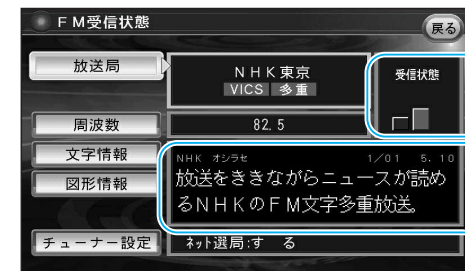 FM受信状態
戻る
放送局
NHK東京
VICS 多重
受信状態
周波数
82.5
文字情報
NHK オシラセ 1/01 5.10
図形情報
放送をききながらニュースが読め
るNHKのFM文字多重放送。
チューナー設定
ネット選局:す る